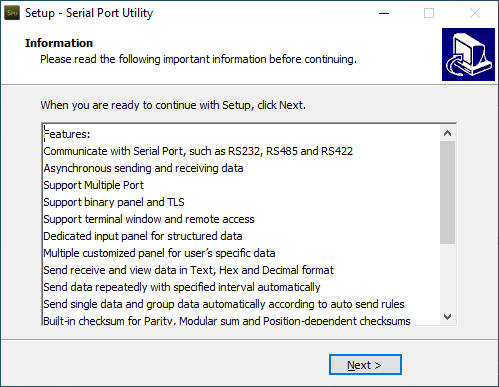 SPU Setup - Serial Port Utility
Information
Please read the following important information before continuing.
When you are ready to continue with Setup, click Next.
Features:
Communicate with Serial Port, such as RS232, RS485 and RS422
Asynchronous sending and receiving data
Support Multiple Port
Support binary panel and TLS
Support terminal window and remote access
Dedicated input panel for structured data
Multiple customized panel for user's specific data
Send receive and view data in Text, Hex and Decimal format
Send data repeatedly with specified interval automatically
Send single data and group data automatically according to auto send rules
Built-in checksum for Parity, Modular sum and Position-dependent checksums
Next >